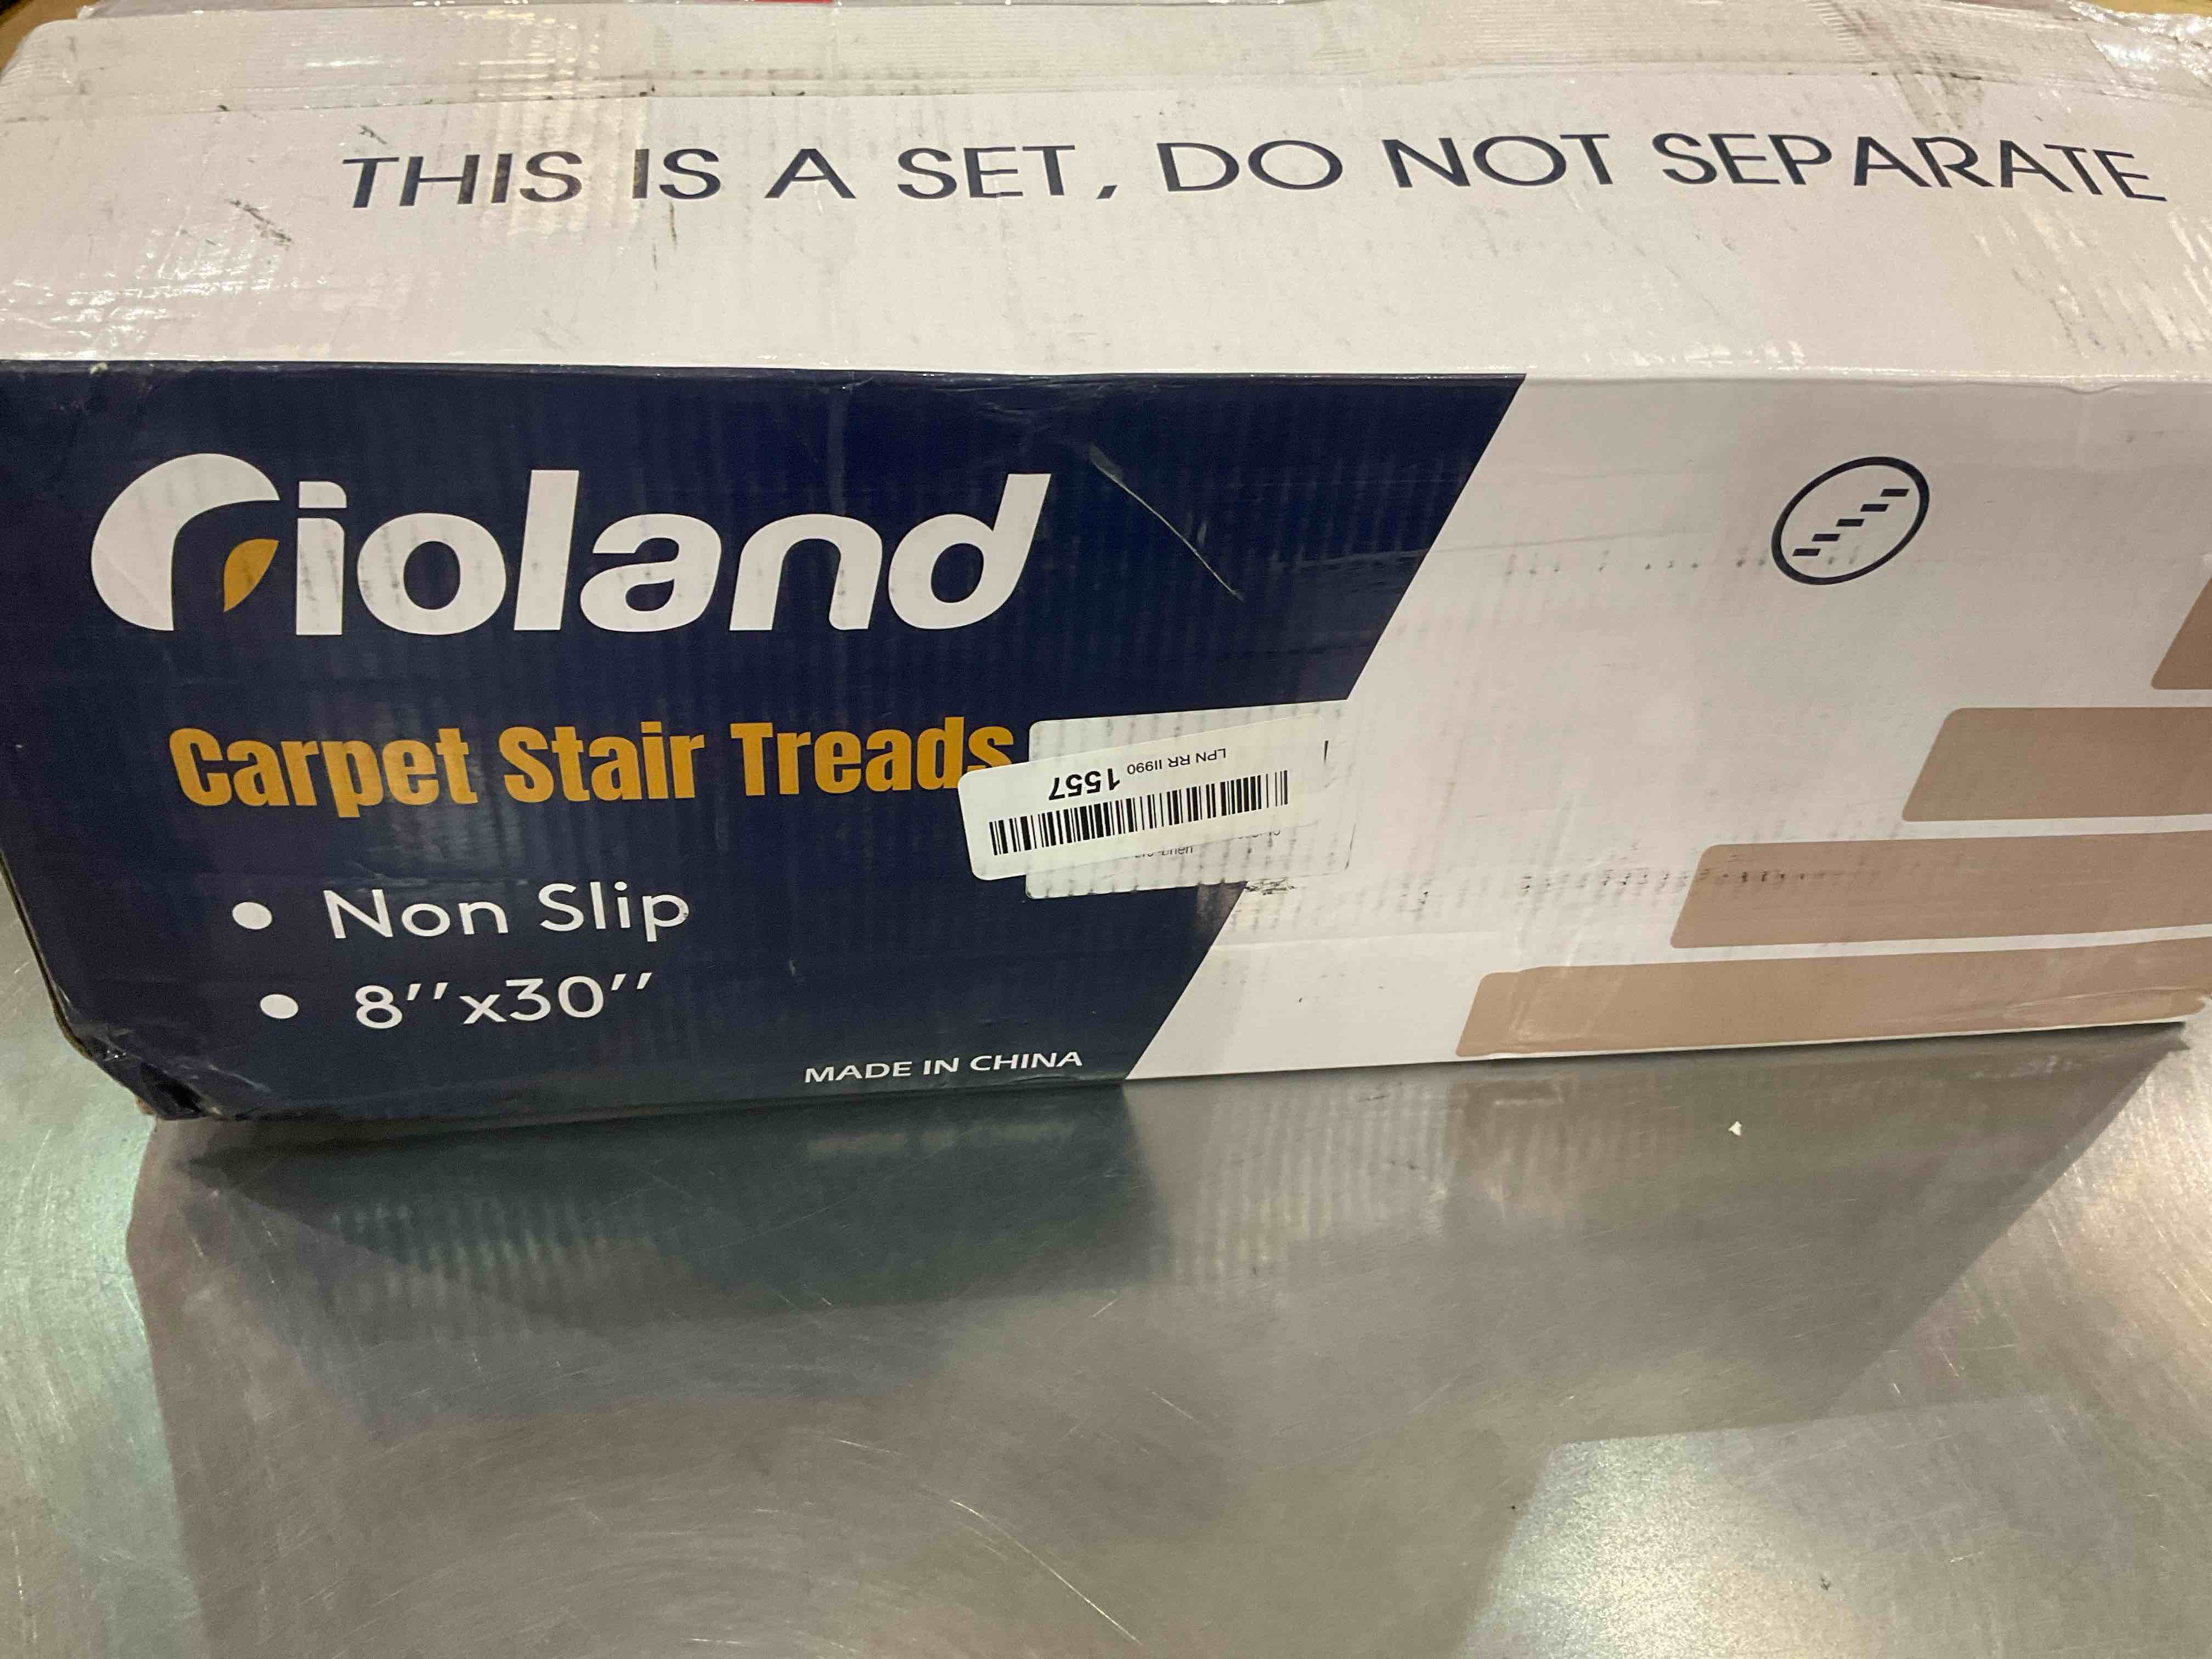 THIS IS A SET, DO NOT SEPARATE
Rioland
Carpet Stair Treads
LPN RR II990 1557
Non Slip
8''x30''
MADE IN CHINA